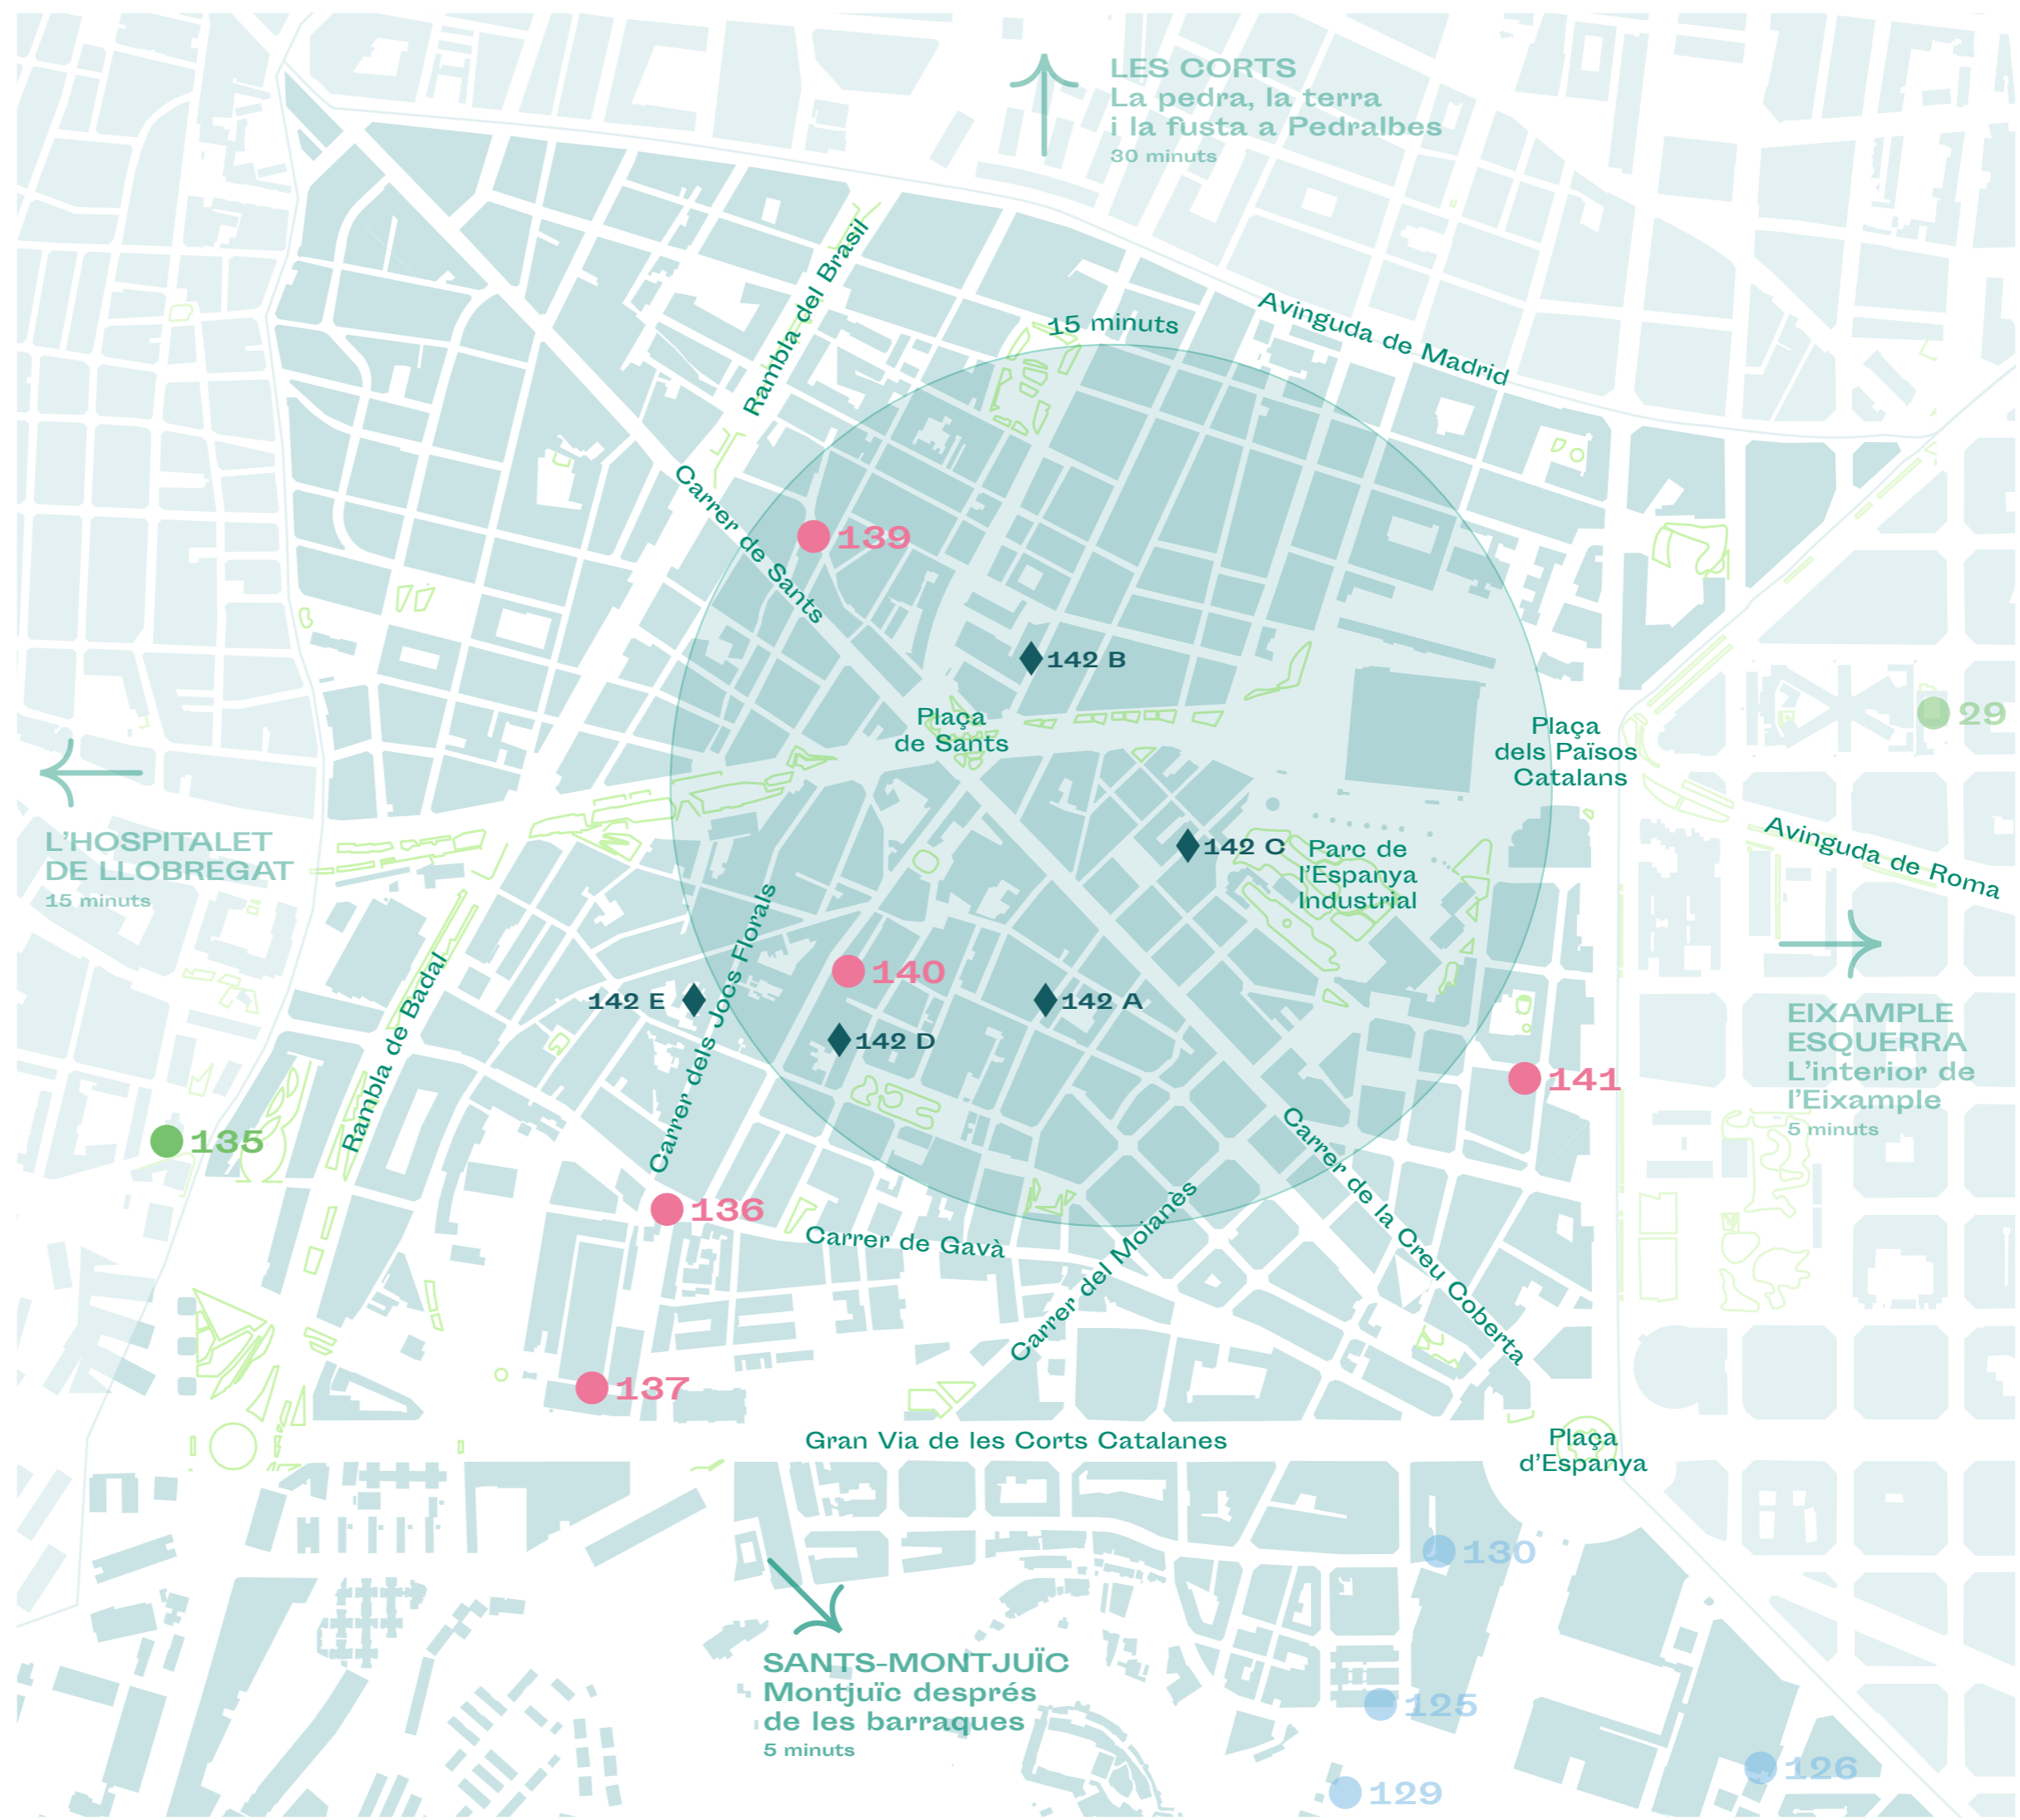 LES CORTS
La pedra, la terra
i la fusta a Pedralbes
30 minuts
Rambla del Brasil
15 minuts
Avinguda de Madrid
Carrer de Sants
139
142 B
Plaça
de Sants
Plaça
dels Països
Catalans
29
L'HOSPITALET
DE LLOBREGAT
15 minuts
142 C
Parc de
l'Espanya
Industrial
Avinguda de Roma
Rambla de Badal
Carrer dels Jocs Florals
140
142 E
142 A
142 D
EIXAMPLE
ESQUERRA
L'interior de
l'Eixample
5 minuts
141
135
136
Carrer de Gavà
Carrer del Moianès
Carrer de la Creu Coberta
137
Gran Via de les Corts Catalanes
Plaça
d'Espanya
130
SANTS-MONTJUÏC
Montjuïc després
de les barraques
5 minuts
125
126
129